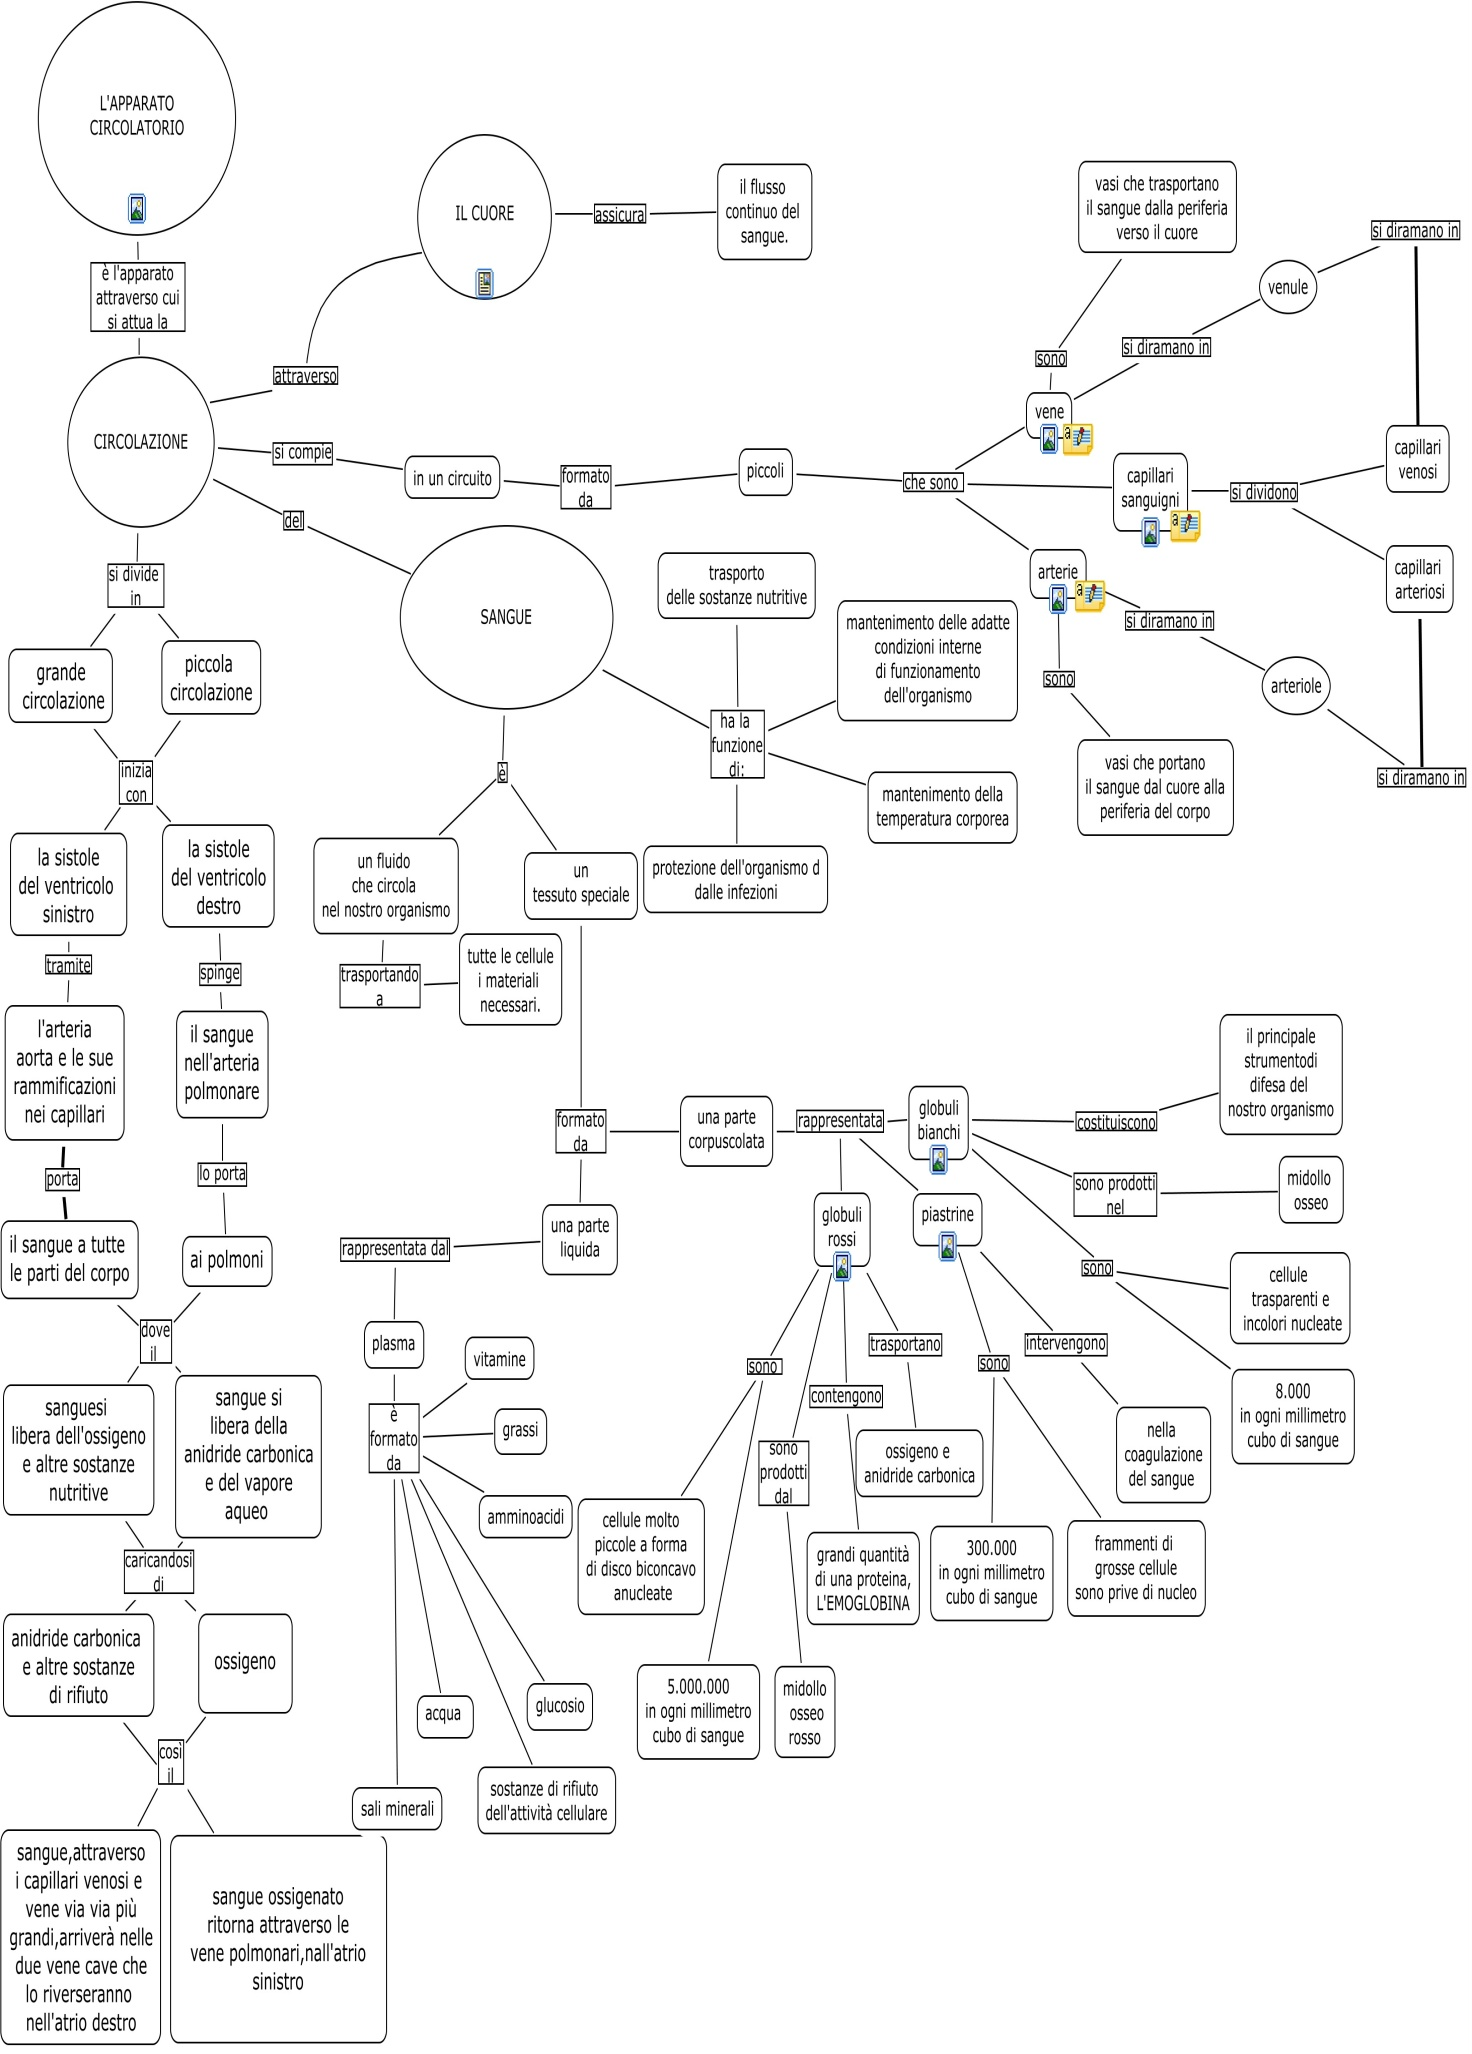 L'APPARATO
CIRCOLATORIO
è l'apparato
attraverso cui
si attua la
CIRCOLAZIONE
attraverso
IL CUORE
assicura
il flusso
continuo del
sangue.
si compie
in un circuito
formato
da
piccoli
che sono
vene
sono
vasi che trasportano
il sangue dalla periferia
verso il cuore
si diramano in
venule
si diramano in
capillari
sanguigni
si dividono
capillari
venosi
capillari
arteriosi
arterie
si diramano in
arteriole
si diramano in
sono
vasi che portano
il sangue dal cuore alla
periferia del corpo
a
a
a
del
SANGUE
ha la
funzione
di:
trasporto
delle sostanze nutritive
mantenimento delle adatte
condizioni interne
di funzionamento
dell'organismo
mantenimento della
temperatura corporea
protezione dell'organismo d
dalle infezioni
è
un fluido
che circola
nel nostro organismo
trasportando
a
tutte le cellule
i materiali
necessari.
un
tessuto speciale
formato
da
una parte
corpuscolata
rappresentata
globuli
bianchi
costituiscono
il principale
strumentodi
difesa del
nostro organismo
sono prodotti
nel
midollo
osseo
sono
cellule
trasparenti e
incolori nucleate
8.000
in ogni millimetro
cubo di sangue
globuli
rossi
sono
cellule molto
piccole a forma
di disco biconcavo
anucleate
5.000.000
in ogni millimetro
cubo di sangue
sono
prodotti
dal
midollo
osseo
rosso
contengono
grandi quantità
di una proteina,
L'EMOGLOBINA
trasportano
ossigeno e
anidride carbonica
piastrine
sono
300.000
in ogni millimetro
cubo di sangue
frammenti di
grosse cellule
sono prive di nucleo
intervengono
nella
coagulazione
del sangue
una parte
liquida
rappresentata dal
plasma
è
formato
da
vitamine
grassi
amminoacidi
glucosio
sostanze di rifiuto
dell'attività cellulare
acqua
sali minerali
si divide
in
grande
circolazione
piccola
circolazione
inizia
con
la sistole
del ventricolo
sinistro
la sistole
del ventricolo
destro
tramite
spinge
l'arteria
aorta e le sue
rammificazioni
nei capillari
il sangue
nell'arteria
polmonare
porta
lo porta
il sangue a tutte
le parti del corpo
ai polmoni
dove
il
sanguesi
libera dell'ossigeno
e altre sostanze
nutritive
sangue si
libera della
anidride carbonica
e del vapore
aqueo
caricandosi
di
anidride carbonica
e altre sostanze
di rifiuto
ossigeno
così
il
sangue,attraverso
i capillari venosi e
vene via via più
grandi,arriverà nelle
due vene cave che
lo riverseranno
nell'atrio destro
sangue ossigenato
ritorna attraverso le
vene polmonari,nall'atrio
sinistro